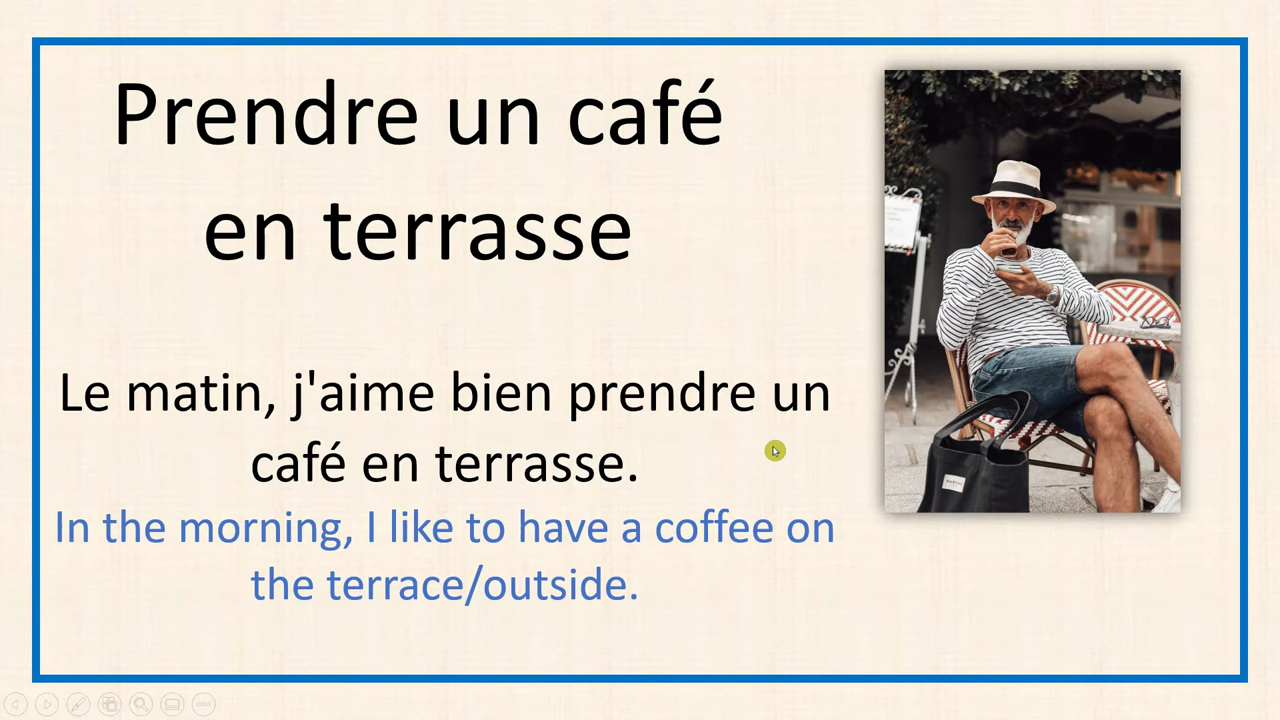 Prendre un café
en terrasse
Le matin, j'aime bien prendre un
café en terrasse.
In the morning, I like to have a coffee on
the terrace/outside.